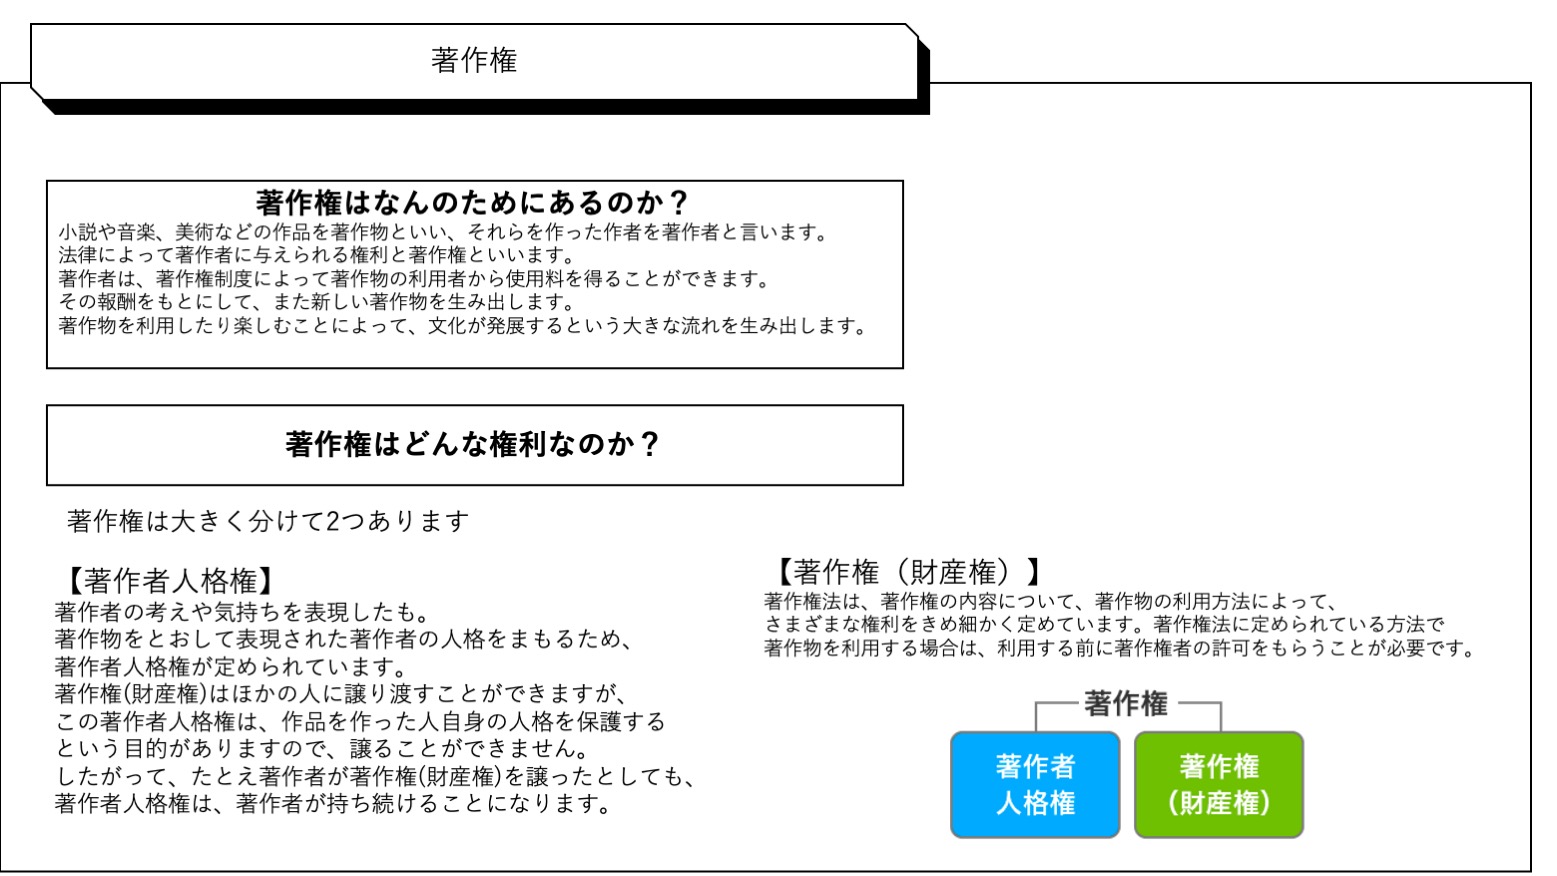 著作権
著作権はなんのためにあるのか？
小説や音楽、美術などの作品を著作物といい、それらを作った作者を著作者と言います。
法律によって著作者に与えられる権利と著作権といいます。
著作者は、著作権制度によって著作物の利用者から使用料を得ることができます。
その報酬をもとにして、また新しい著作物を生み出します。
著作物を利用したり楽しむことによって、文化が発展するという大きな流れを生み出します。
著作権はどんな権利なのか？
著作権は大きく分けて2つあります
【著作者人格権】
著作者の考えや気持ちを表現したも。
著作物をとおして表現された著作者の人格をまもるため、
著作者人格権が定められています。
著作権(財産権)はほかの人に譲り渡すことができますが、
この著作者人格権は、作品を作った人自身の人格を保護する
という目的がありますので、譲ることができません。
したがって、たとえ著作者が著作権(財産権)を譲ったとしても、
著作者人格権は、著作者が持ち続けることになります。
【著作権（財産権）】
著作権法は、著作権の内容について、著作物の利用方法によって、
さまざまな権利をきめ細かく定めています。著作権法に定められている方法で
著作物を利用する場合は、利用する前に著作権者の許可をもらうことが必要です。
著作権
著作者
人格権
著作権
（財産権）